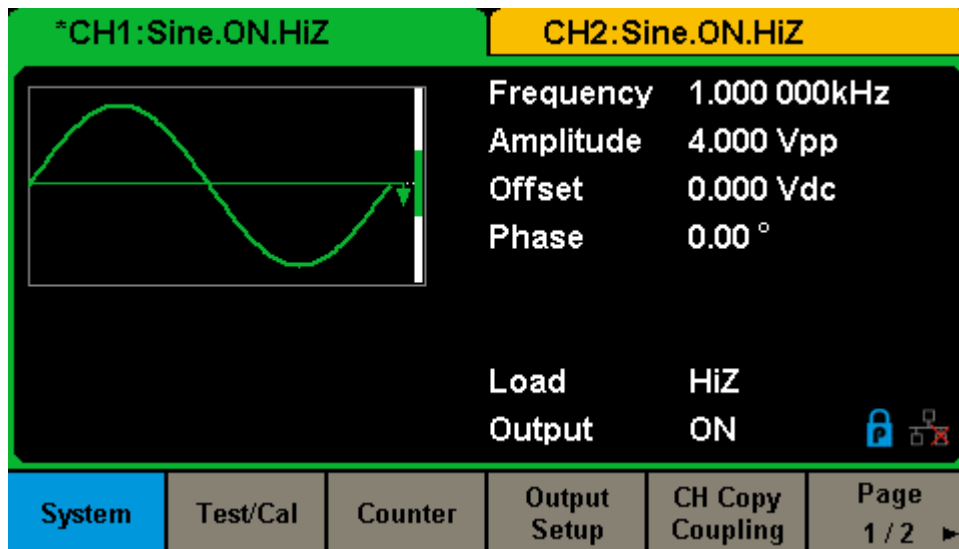 *CH1:Sine.ON.HiZ
CH2:Sine.ON.HiZ
Frequency 1.000 000kHz
Amplitude 4.000 Vpp
Offset 0.000 Vdc
Phase 0.00 °
Load HiZ
Output ON
P
System
Test/Cal
Counter
Output
Setup
CH Copy
Coupling
Page
1 / 2 ►